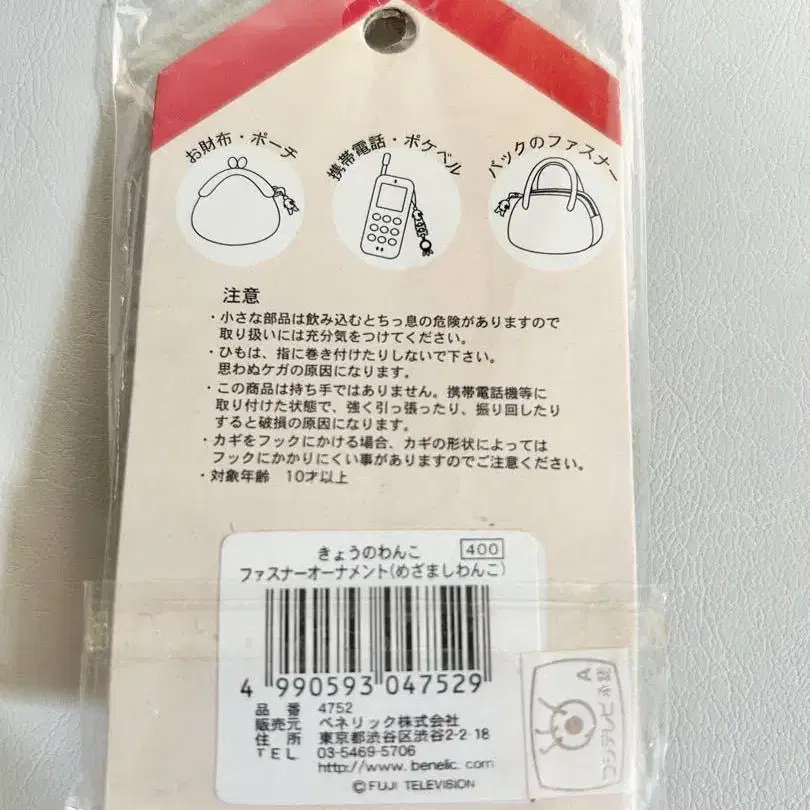 お財布・ポーチ
携帯電話・ポケベル
バックのファスナー
注意
・小さな部品は飲み込むとちっ息の危険がありますので
取り扱いには充分気をつけてください。
・ひもは、指に巻き付けたりしないで下さい。
思わぬケガの原因になります。
・この商品は持ち手ではありません。携帯電話機等に
取り付けた状態で、強く引っ張ったり、振り回したり
すると破損の原因になります。
・カギをフックにかける場合、カギの形状によっては
フックにかかりにくい事がありますのでご注意ください。
・対象年齢 10才以上
きょうのわんこ 400
ファスナーオーナメント(めざましわんこ)
4 990593 047529
品番 4752
販売元 ベネリック株式会社
住所 東京都渋谷区渋谷2-2-18
TEL 03-5469-5706
http://www.benelic.com
©FUJI TELEVISION
フジテレビ承認
A